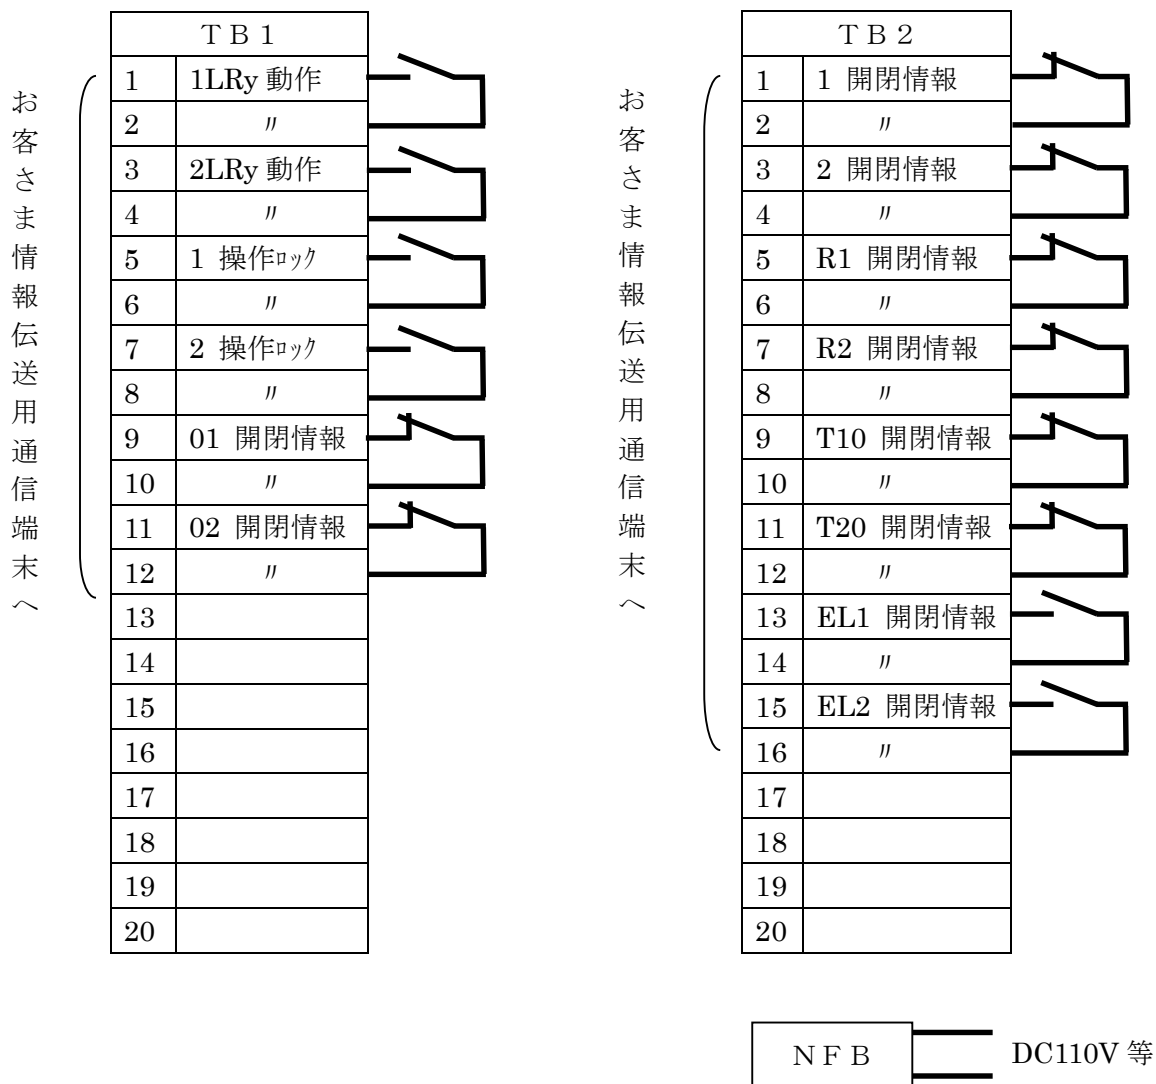 お客さま情報伝送用通信端末へ
ＴＢ１
1 1LRy 動作
2 〃
3 2LRy 動作
4 〃
5 1 操作ﾛｯｸ
6 〃
7 2 操作ﾛｯｸ
8 〃
9 01 開閉情報
10 〃
11 02 開閉情報
12 〃
13
14
15
16
17
18
19
20
お客さま情報伝送用通信端末へ
ＴＢ２
1 1 開閉情報
2 〃
3 2 開閉情報
4 〃
5 R1 開閉情報
6 〃
7 R2 開閉情報
8 〃
9 T10 開閉情報
10 〃
11 T20 開閉情報
12 〃
13 EL1 開閉情報
14 〃
15 EL2 開閉情報
16 〃
17
18
19
20
ＮＦＢ DC110V 等